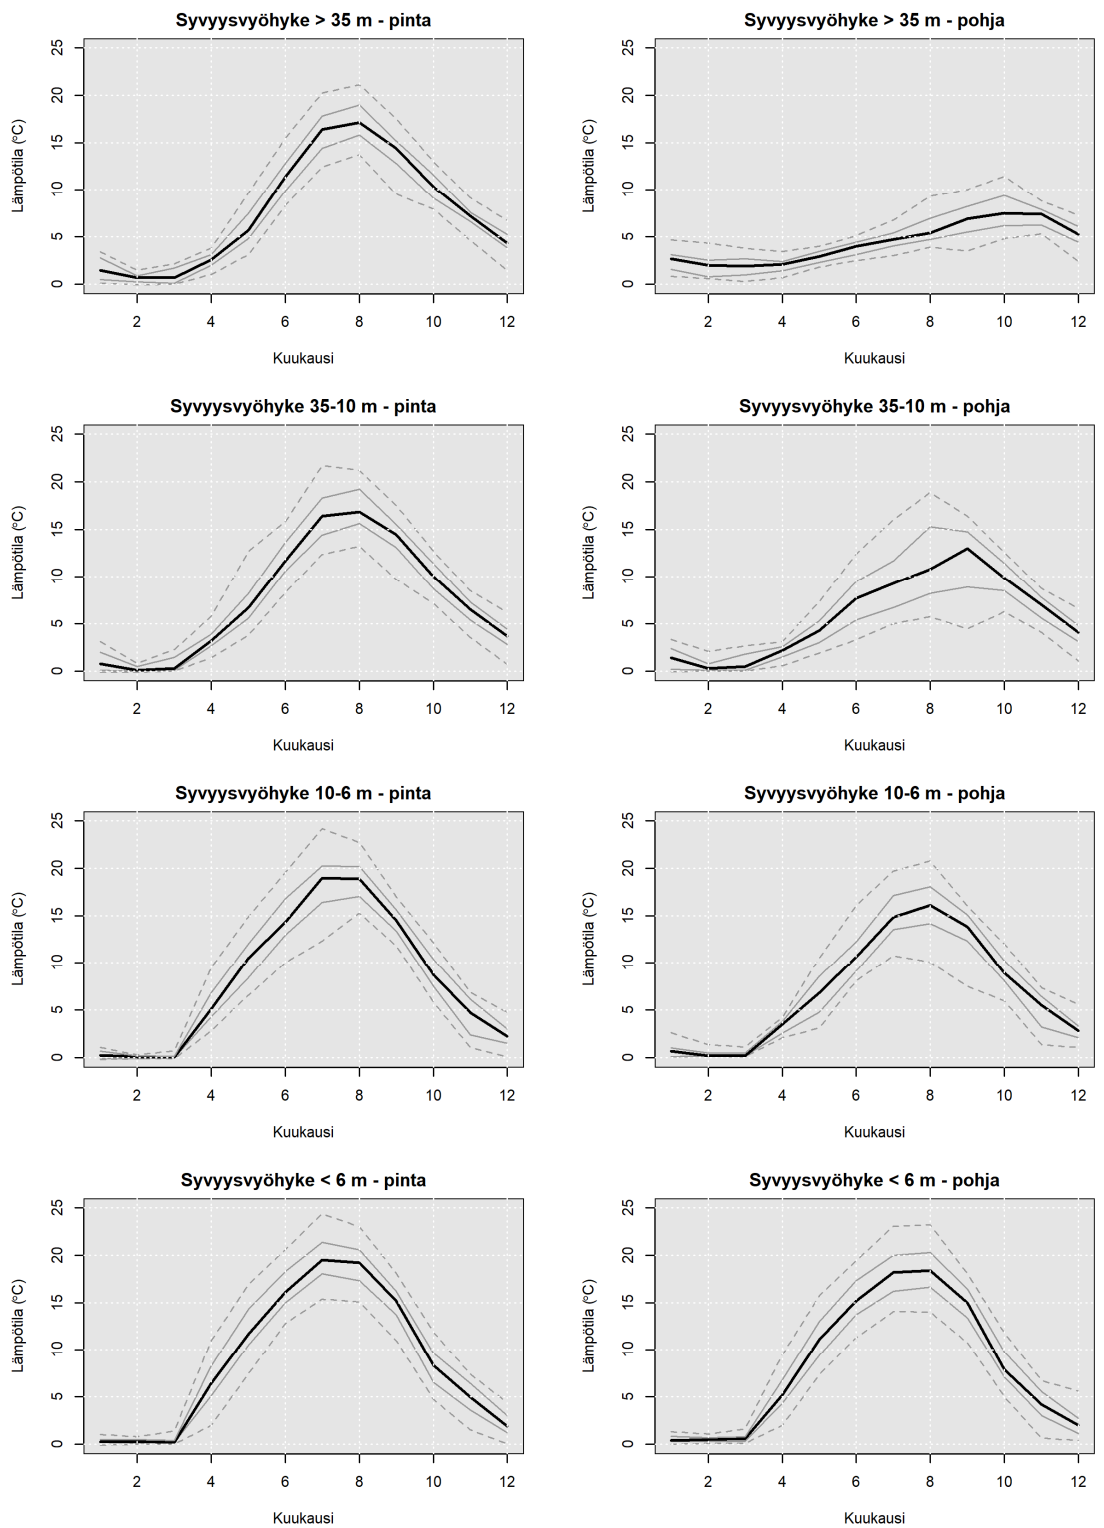 Syvyysvyöhyke > 35 m - pinta
Lämpötila (°C)
25
20
15
10
5
0
2 4 6 8 10 12
Kuukausi
Syvyysvyöhyke > 35 m - pohja
Lämpötila (°C)
25
20
15
10
5
0
2 4 6 8 10 12
Kuukausi
Syvyysvyöhyke 35-10 m - pinta
Lämpötila (°C)
25
20
15
10
5
0
2 4 6 8 10 12
Kuukausi
Syvyysvyöhyke 35-10 m - pohja
Lämpötila (°C)
25
20
15
10
5
0
2 4 6 8 10 12
Kuukausi
Syvyysvyöhyke 10-6 m - pinta
Lämpötila (°C)
25
20
15
10
5
0
2 4 6 8 10 12
Kuukausi
Syvyysvyöhyke 10-6 m - pohja
Lämpötila (°C)
25
20
15
10
5
0
2 4 6 8 10 12
Kuukausi
Syvyysvyöhyke < 6 m - pinta
Lämpötila (°C)
25
20
15
10
5
0
2 4 6 8 10 12
Kuukausi
Syvyysvyöhyke < 6 m - pohja
Lämpötila (°C)
25
20
15
10
5
0
2 4 6 8 10 12
Kuukausi